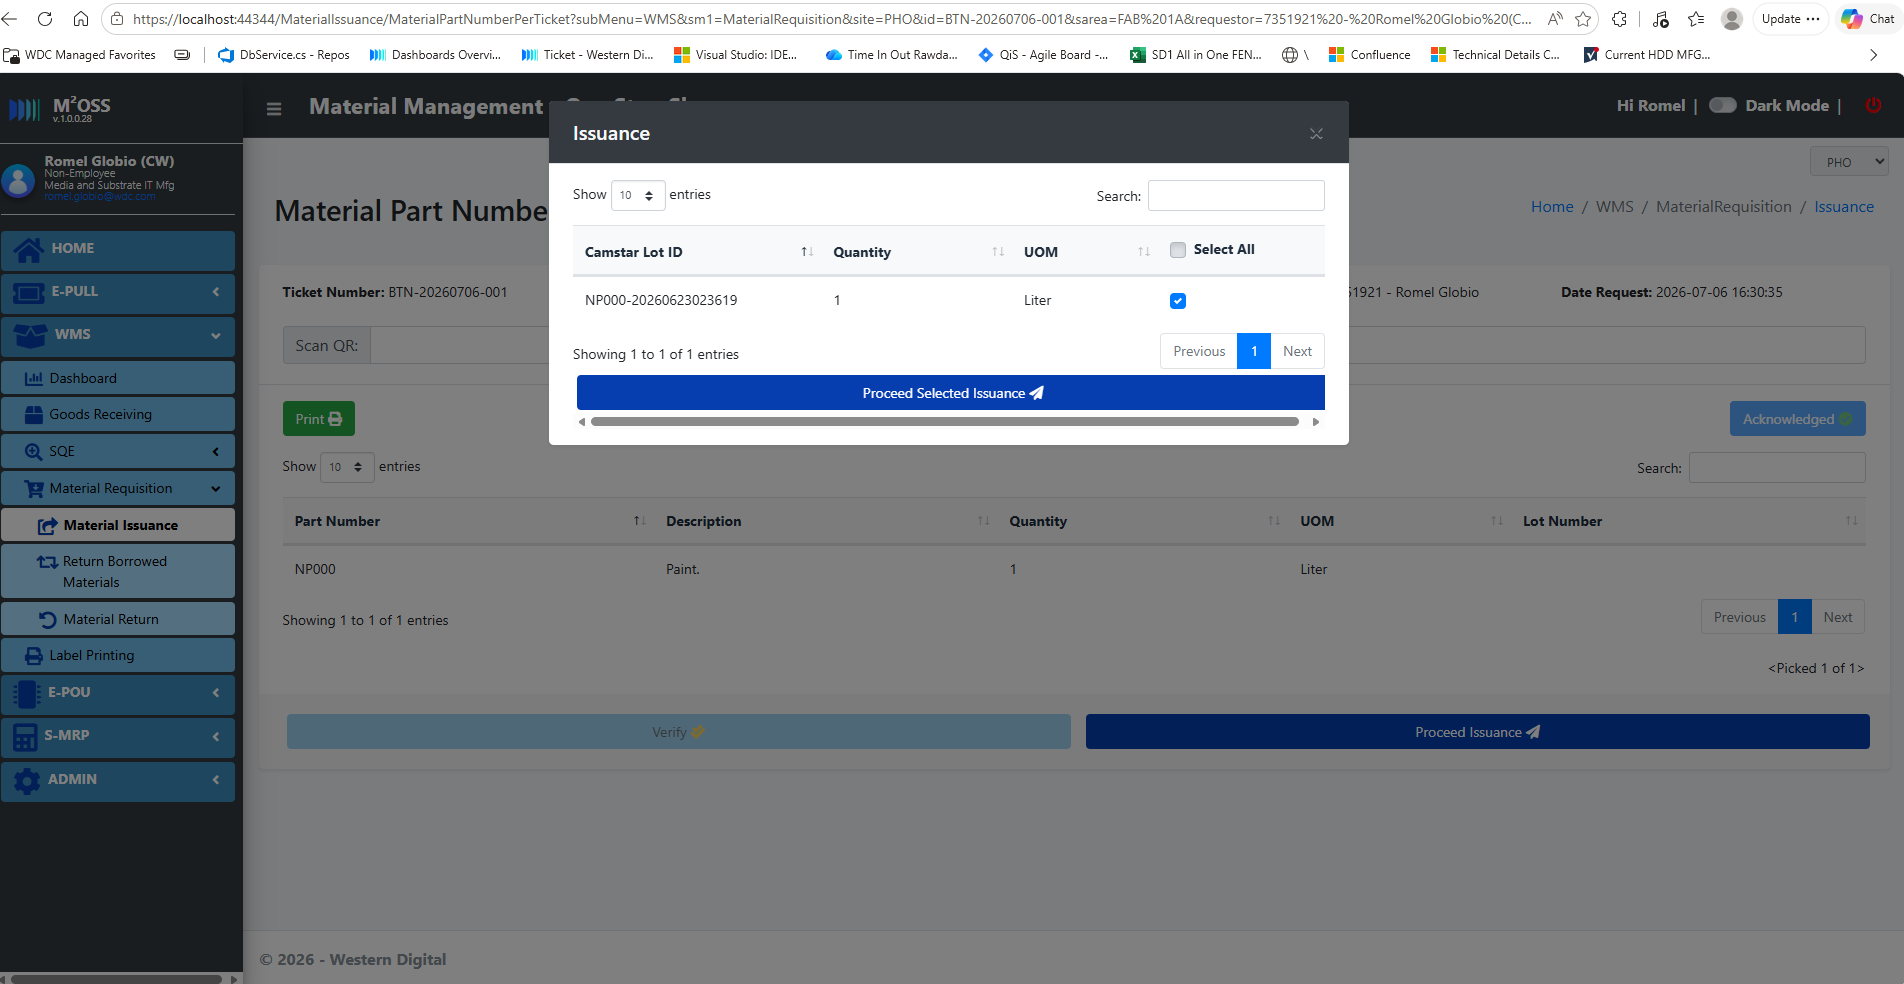 https://localhost:44344/MaterialIssuance/MaterialPartNumberPerTicket?subMenu=WMS&sm1=MaterialRequisition&site=PHO&id=BTN-20260706-001&sarea=FAB%201A&requestor=7351921%20-%20Romel%20Globio%20(C...
Update
Chat
WDC Managed Favorites
DbService.cs - Repos
Dashboards Overvi...
Ticket - Western Di...
Visual Studio: IDE...
Time In Out Rawda...
QiS - Agile Board -...
SD1 All in One FEN...
\
Confluence
Technical Details C...
Current HDD MFG...
M²OSS
v.1.0.0.28
Material Management
Hi Romel |
Dark Mode |
Romel Globio (CW)
Non-Employee
Media and Substrate IT Mfg
romel.globio@wdc.com
HOME
E-PULL
WMS
Dashboard
Goods Receiving
SQE
Material Requisition
Material Issuance
Return Borrowed
Materials
Material Return
Label Printing
E-POU
S-MRP
ADMIN
PHO
Material Part Numbe
Home / WMS / MaterialRequisition / Issuance
Ticket Number: BTN-20260706-001
51921 - Romel Globio
Date Request: 2026-07-06 16:30:35
Scan QR:
Issuance
Show 10 entries
Search:
Camstar Lot ID
Quantity
UOM
Select All
NP000-20260623023619
1
Liter
Showing 1 to 1 of 1 entries
Previous 1 Next
Proceed Selected Issuance
Print
Acknowledged
Show 10 entries
Search:
Part Number
Description
Quantity
UOM
Lot Number
NP000
Paint.
1
Liter
Showing 1 to 1 of 1 entries
Previous 1 Next
<Picked 1 of 1>
Verify
Proceed Issuance
© 2026 - Western Digital